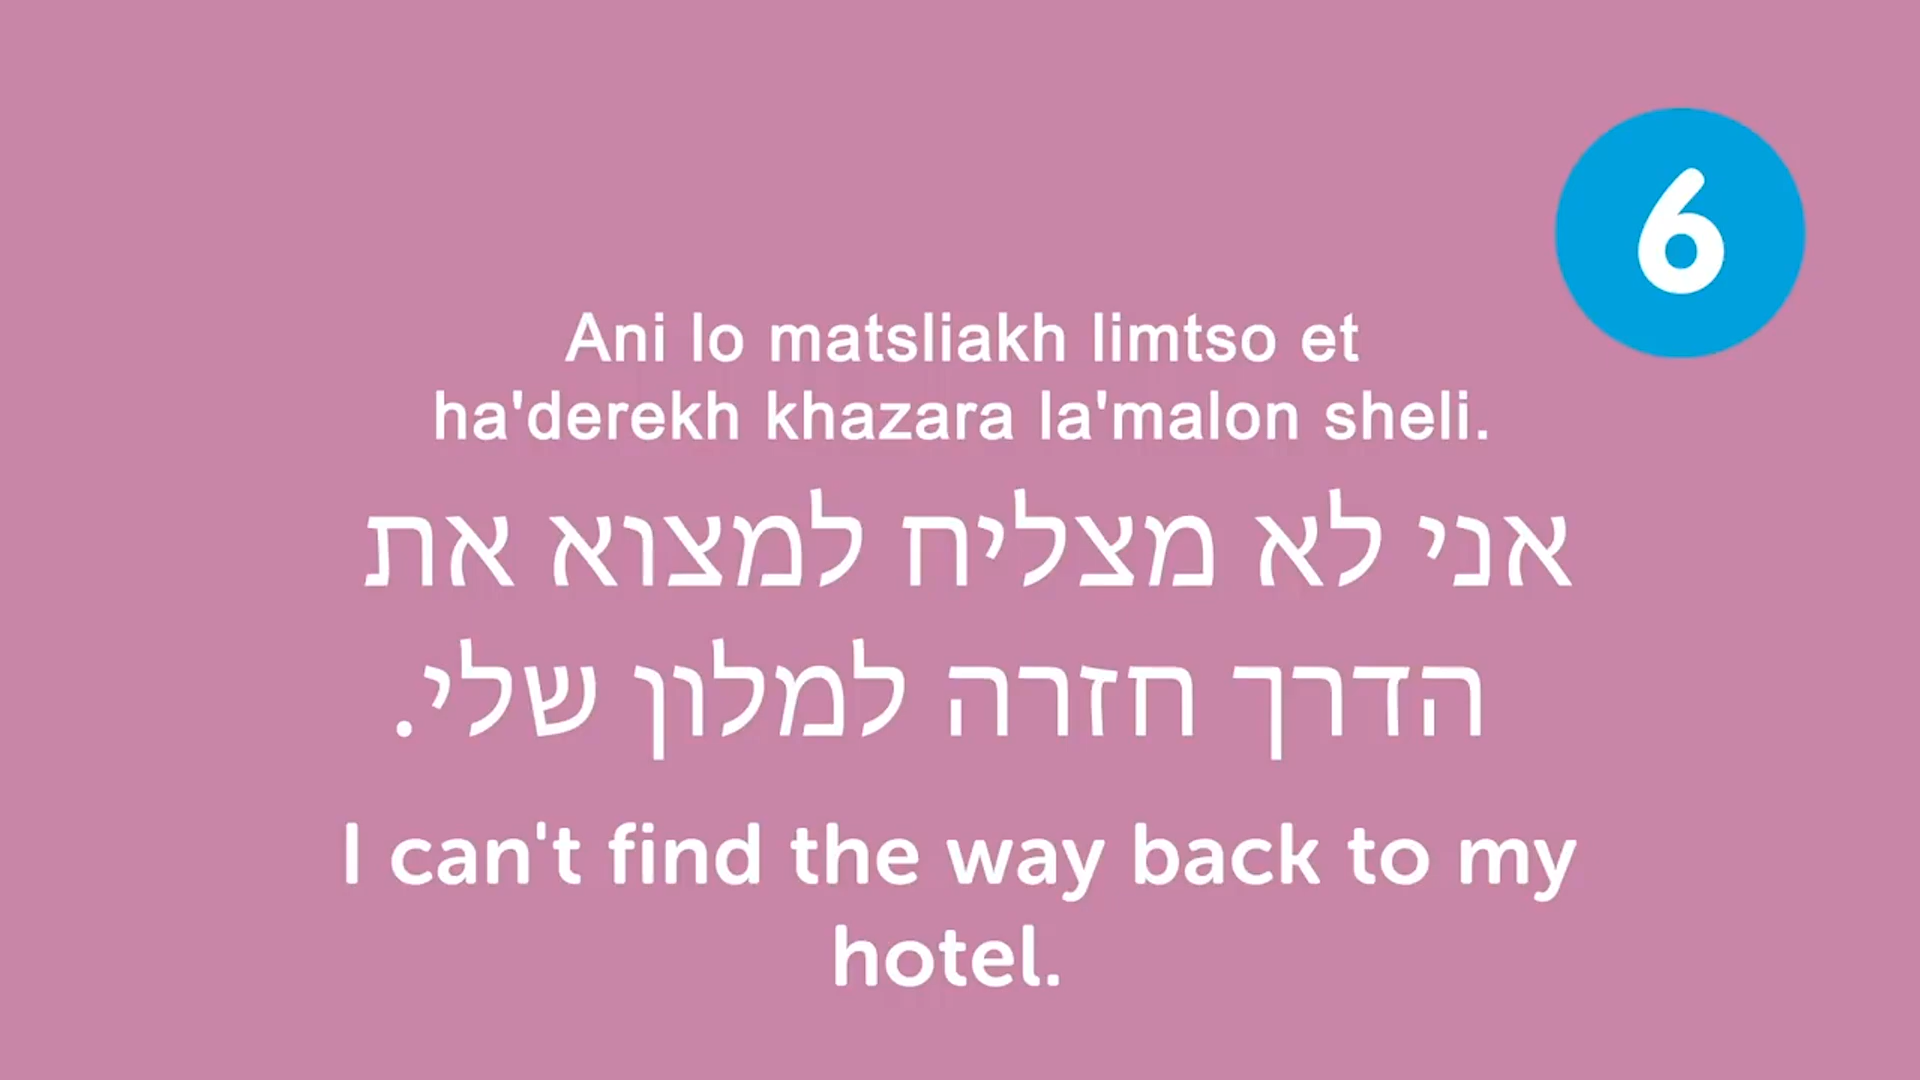 6
Ani lo matsliakh limtso et
ha'derekh khazara la'malon sheli.
אני לא מצליח למצוא את
הדרך חזרה למלון שלי.
I can't find the way back to my
hotel.